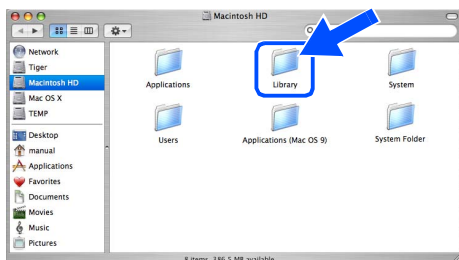 Macintosh HD
Network
Tiger
Macintosh HD
Mac OS X
TEMP
Desktop
manual
Applications
Favorites
Documents
Movies
Music
Pictures
Applications
Library
System
Users
Applications (Mac OS 9)
System Folder
8 items, 386.5 MB available